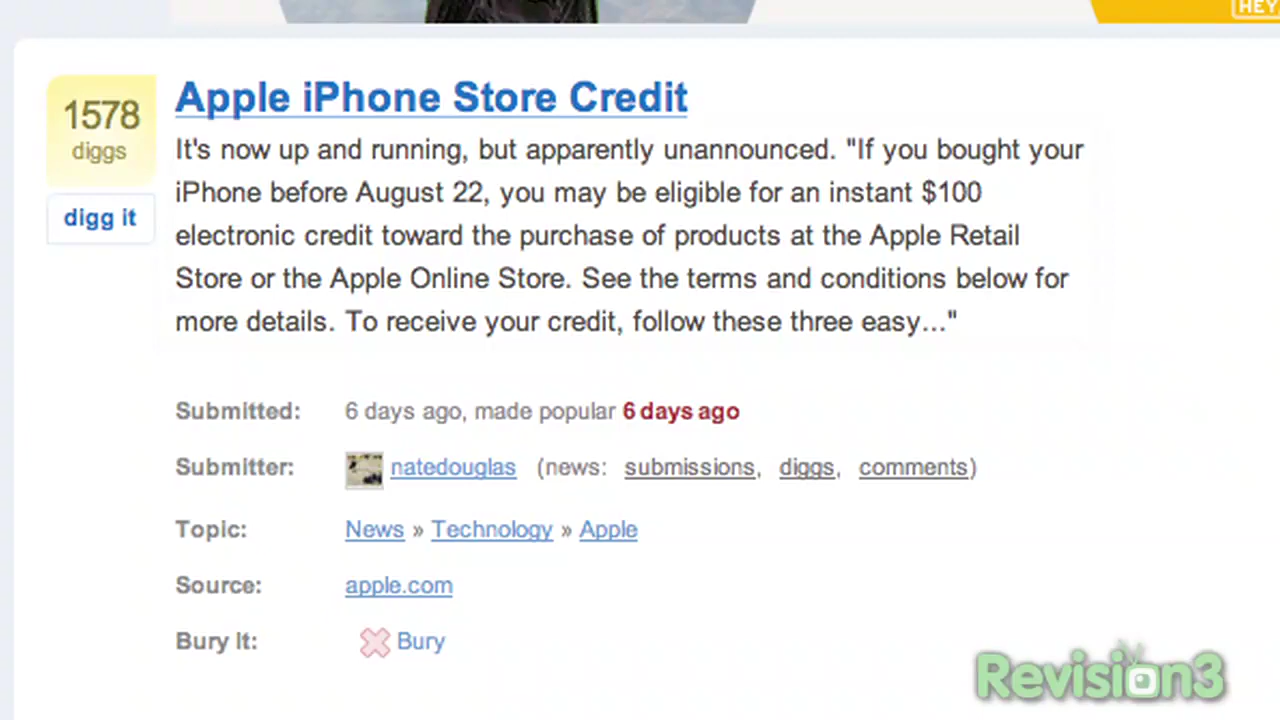 HEY
1578
diggs
digg it
Apple iPhone Store Credit
It's now up and running, but apparently unannounced. "If you bought your
iPhone before August 22, you may be eligible for an instant $100
electronic credit toward the purchase of products at the Apple Retail
Store or the Apple Online Store. See the terms and conditions below for
more details. To receive your credit, follow these three easy..."
Submitted: 6 days ago, made popular 6 days ago
Submitter: natedouglas (news: submissions, diggs, comments)
Topic: News » Technology » Apple
Source: apple.com
Bury It: Bury
Revision3